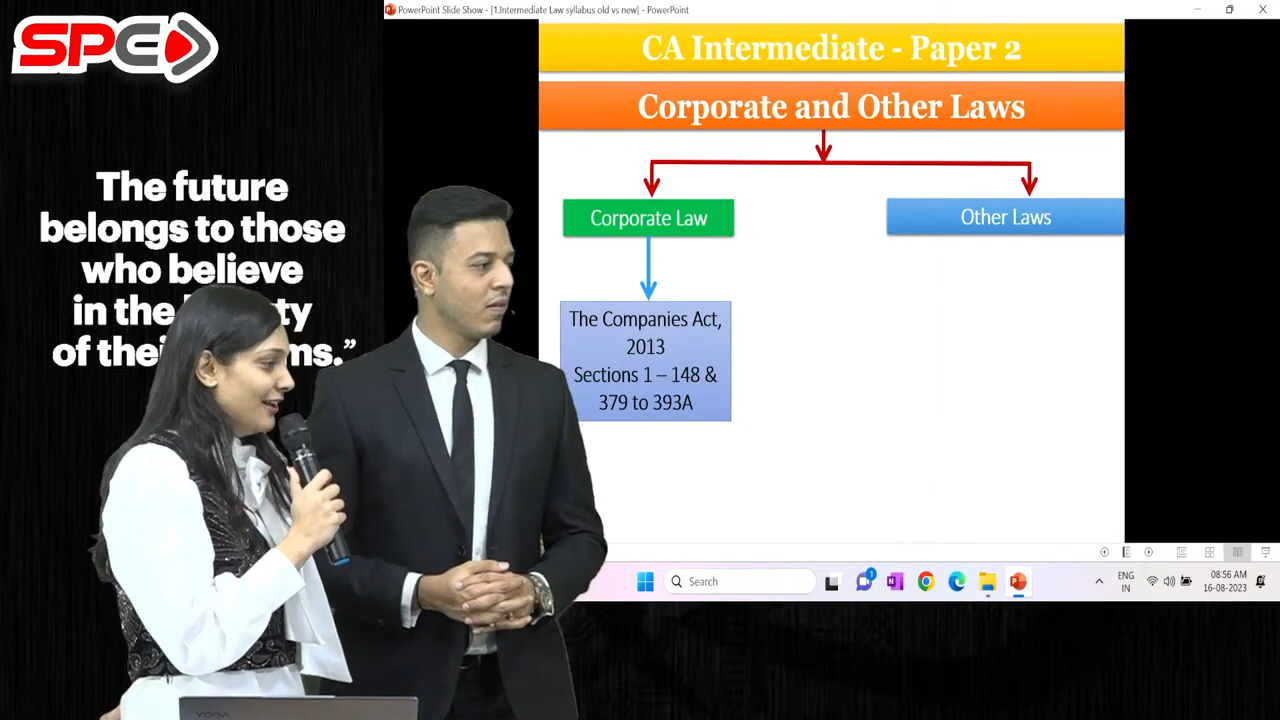 SPC
PowerPoint Slide Show - [1.Intermediate Law syllabus old vs new] - PowerPoint
CA Intermediate - Paper 2
Corporate and Other Laws
Corporate Law
Other Laws
The Companies Act,
2013
Sections 1 – 148 &
379 to 393A
The future
belongs to those
who believe
in the
of
”
Search
1
ENG
IN
08:56 AM
16-08-2023
YOGA